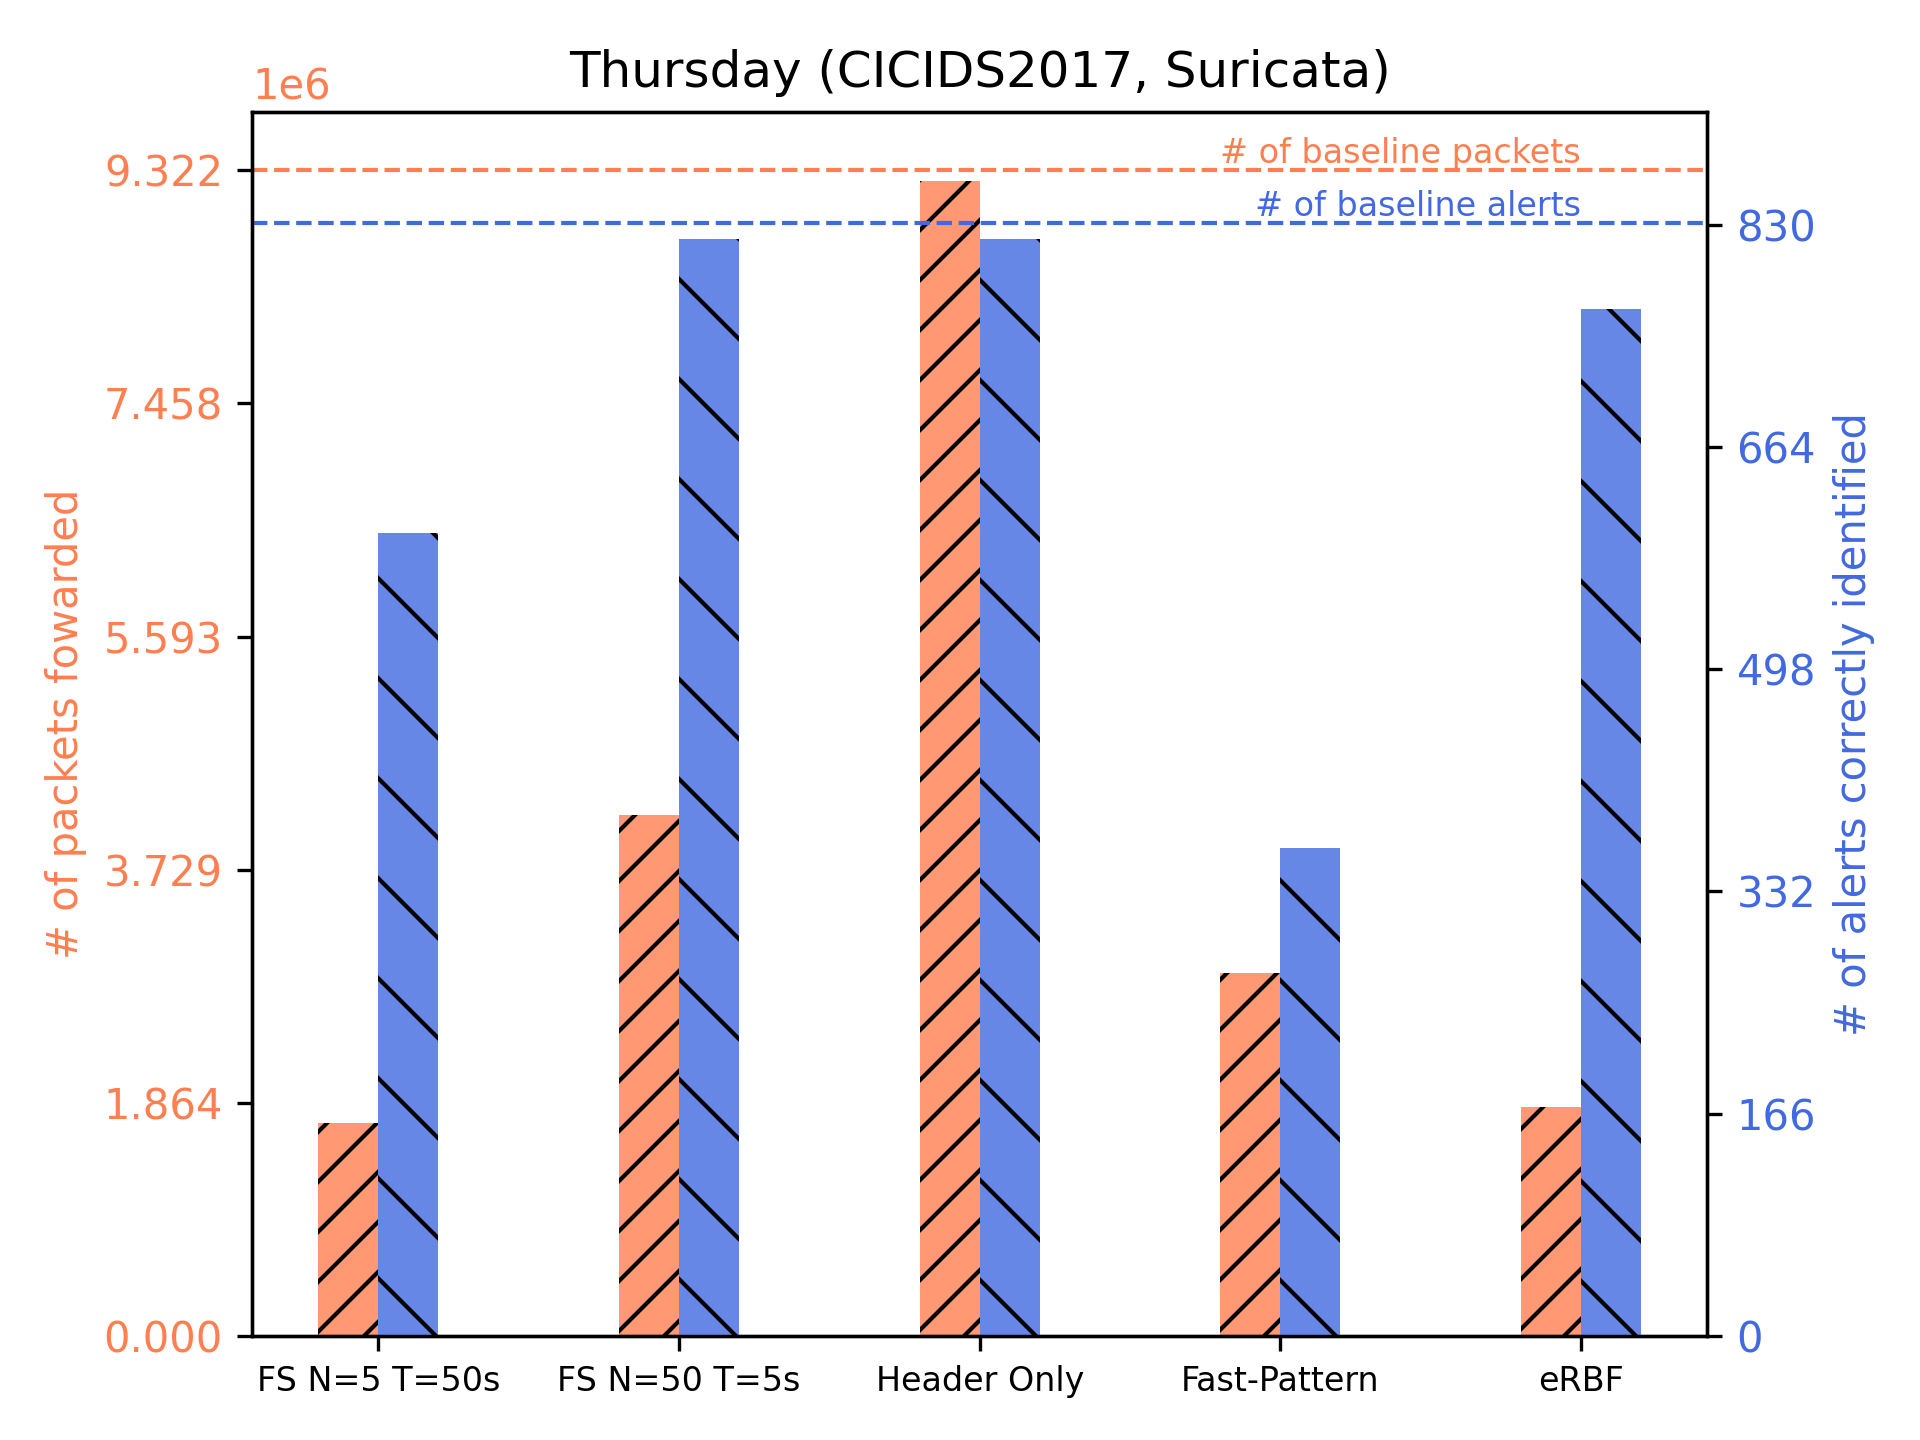 Thursday (CICIDS2017, Suricata)
1e6
# of baseline packets
# of baseline alerts
9.322
7.458
5.593
3.729
1.864
0.000
# of packets fowarded
830
664
498
332
166
0
# of alerts correctly identified
FS N=5 T=50s
FS N=50 T=5s
Header Only
Fast-Pattern
eRBF